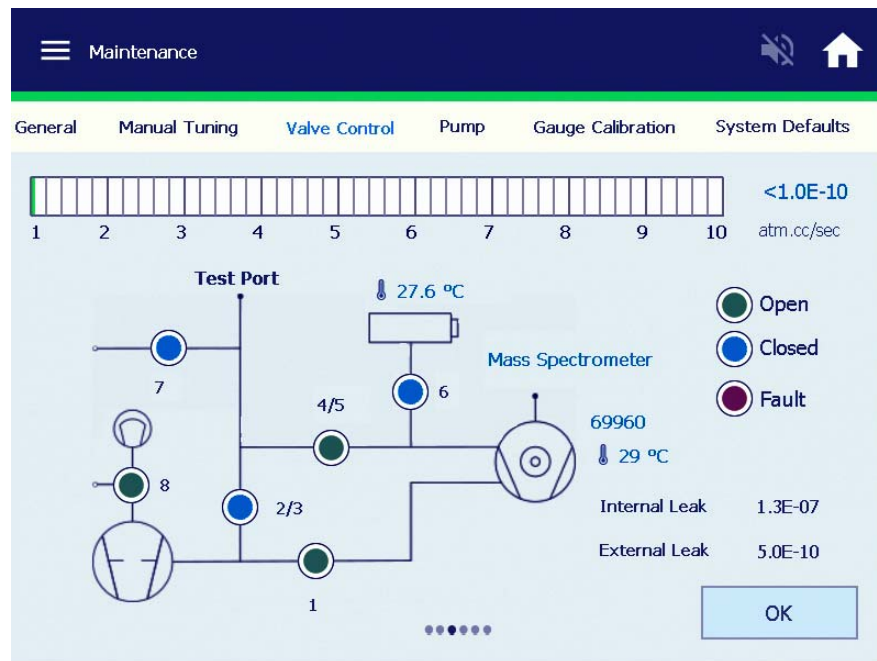 Maintenance
General Manual Tuning Valve Control Pump Gauge Calibration System Defaults
<1.0E-10
1 2 3 4 5 6 7 8 9 10 atm.cc/sec
Test Port 27.6 ºC
Open
Mass Spectrometer Closed
7 4/5 6 69960 Fault
29 ºC
8
2/3 Internal Leak 1.3E-07
External Leak 5.0E-10
1
OK